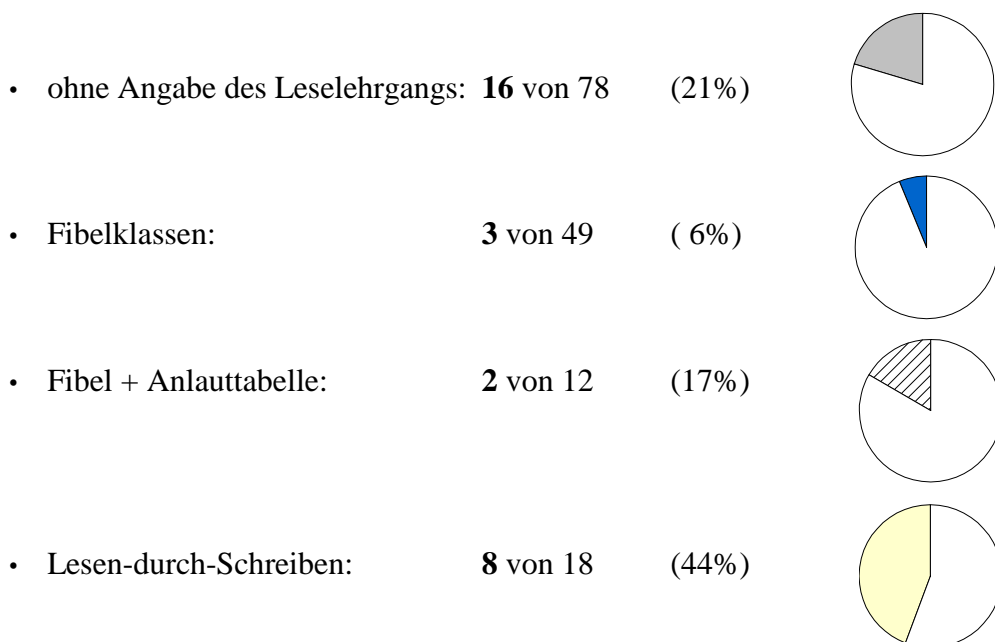 • ohne Angabe des Leselehrgangs: 16 von 78 (21%)
• Fibelklassen: 3 von 49 ( 6%)
• Fibel + Anlauttabelle: 2 von 12 (17%)
• Lesen-durch-Schreiben: 8 von 18 (44%)